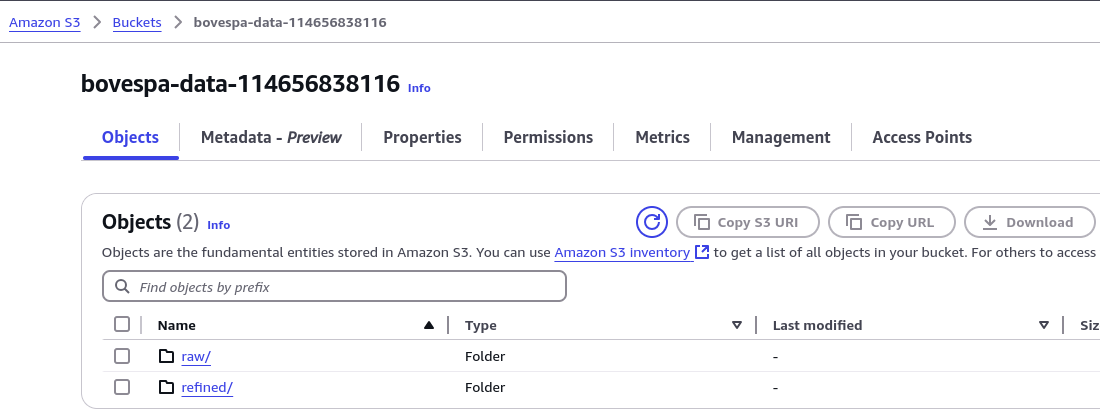 Amazon S3 > Buckets > bovespa-data-114656838116
bovespa-data-114656838116 Info
Objects Metadata - Preview Properties Permissions Metrics Management Access Points
Objects (2) Info Copy S3 URI Copy URL Download
Objects are the fundamental entities stored in Amazon S3. You can use Amazon S3 inventory to get a list of all objects in your bucket. For others to access
Find objects by prefix
Name Type Last modified
raw/ Folder -
refined/ Folder -